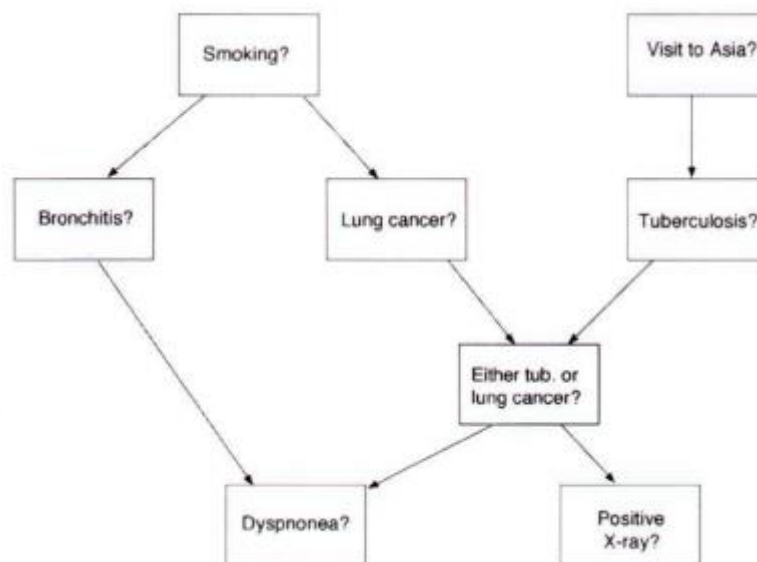 Smoking?
Visit to Asia?
Bronchitis?
Lung cancer?
Tuberculosis?
Either tub. or
lung cancer?
Dyspnonea?
Positive
X-ray?